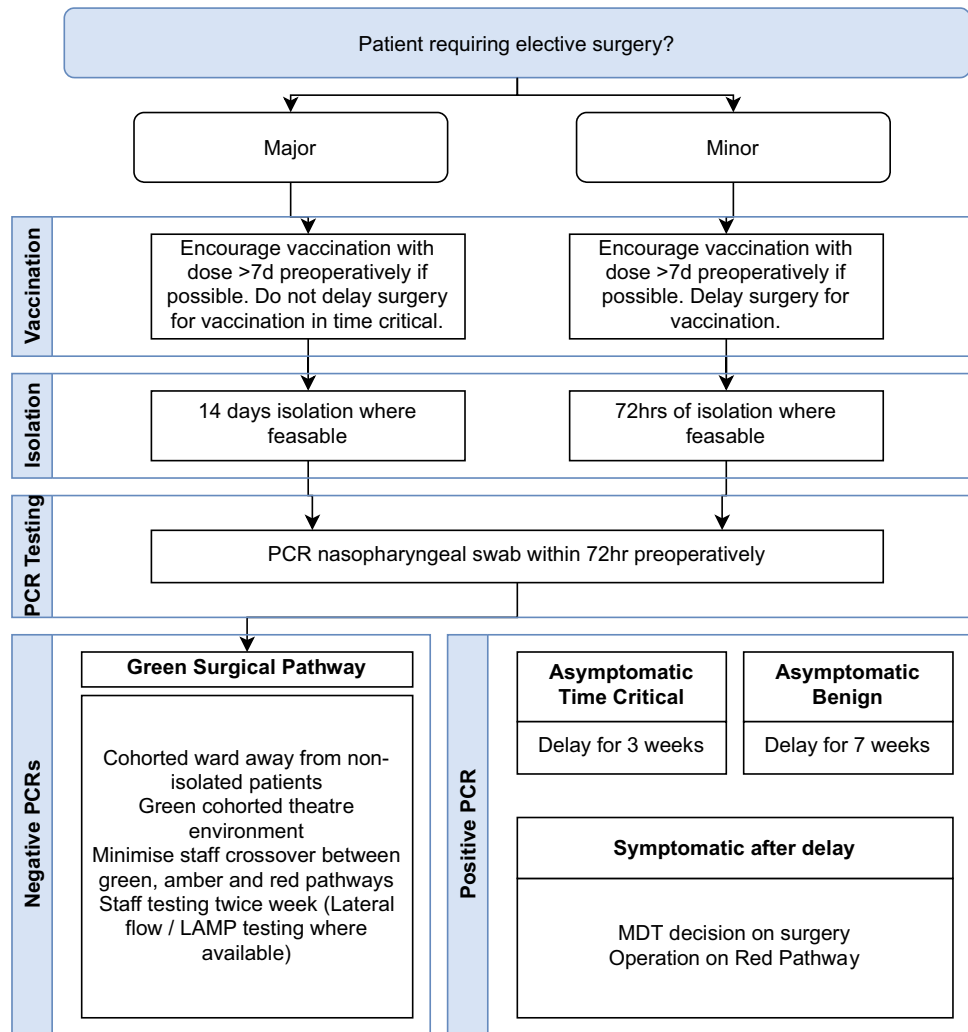 Patient requiring elective surgery?
Major
Minor
Vaccination
Encourage vaccination with
dose >7d preoperatively if
possible. Do not delay surgery
for vaccination in time critical.
Encourage vaccination with
dose >7d preoperatively if
possible. Delay surgery for
vaccination.
Isolation
14 days isolation where
feasable
72hrs of isolation where
feasable
PCR Testing
PCR nasopharyngeal swab within 72hr preoperatively
Negative PCRs
Green Surgical Pathway
Cohorted ward away from non-
isolated patients
Green cohorted theatre
environment
Minimise staff crossover between
green, amber and red pathways
Staff testing twice week (Lateral
flow / LAMP testing where
available)
Positive PCR
Asymptomatic
Time Critical
Delay for 3 weeks
Asymptomatic
Benign
Delay for 7 weeks
Symptomatic after delay
MDT decision on surgery
Operation on Red Pathway